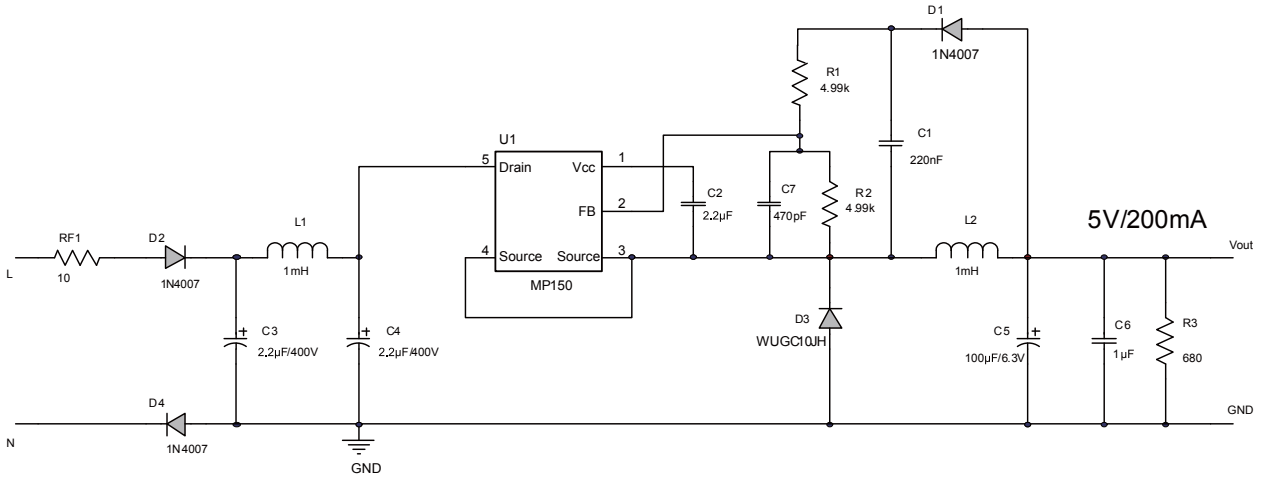 D1
1N4007
R1
4.99k
U1
C1
220nF
5 Drain Vcc 1
C2
2.2µF
C7
470pF
R2
4.99k
FB 2
L1
1mH
L2
1mH
5V/200mA
RF1
10
D2
1N4007
4 Source Source 3
MP150
Vout
L
C3
2.2µF/400V
C4
2.2µF/400V
D3
WUGC10JH
C5
100µF/6.3V
C6
1µF
R3
680
D4
1N4007
N
GND
GND